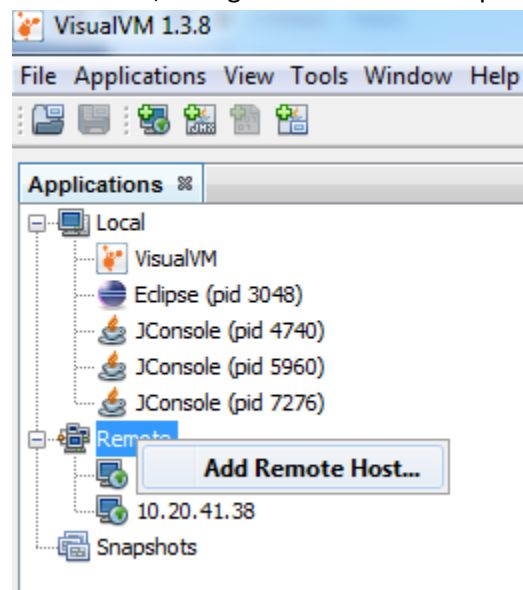 VisualVM 1.3.8
File Applications View Tools Window Help
JMX
Applications
Local
VisualVM
Eclipse (pid 3048)
JConsole (pid 4740)
JConsole (pid 5960)
JConsole (pid 7276)
Remote
Add Remote Host...
10.20.41.38
Snapshots